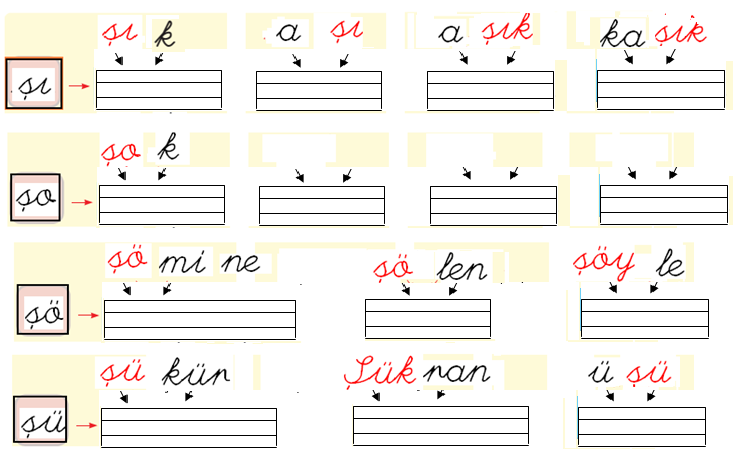 şı k a şı a şık ka şık
şı
şo k
şo
şö mi ne şö len şöy le
şö
şü kür Şük ran ü şü
şü